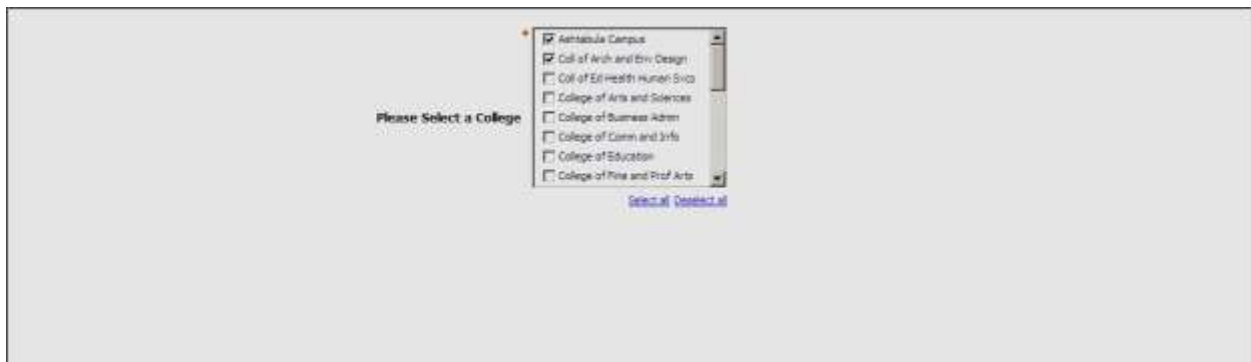 Ashtabula Campus
Coll of Arch and Env Design
Coll of Ed Health Human Svcs
College of Arts and Sciences
Please Select a College
College of Business Admin
College of Comm and Info
College of Education
College of Fine and Prof Arts
Select all Deselect all